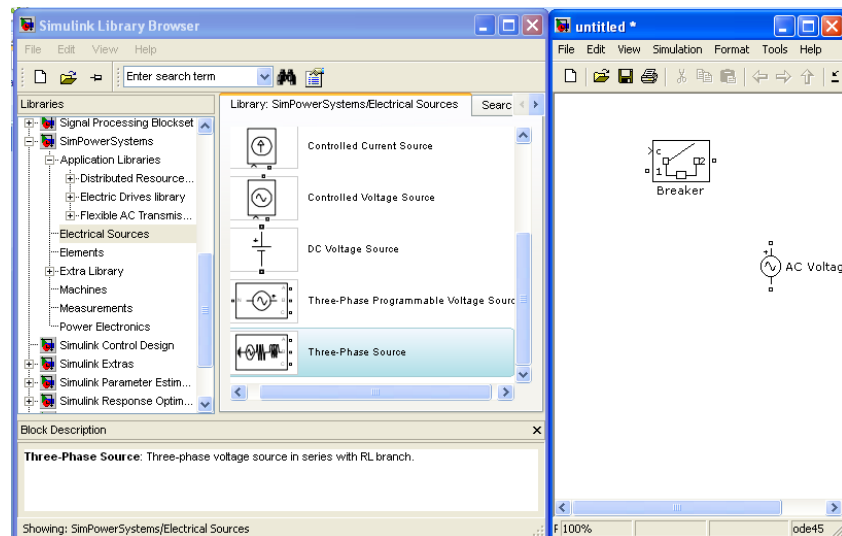 Simulink Library Browser
File Edit View Help
Enter search term
Libraries
Library: SimPowerSystems/Electrical Sources Searc
Signal Processing Blockset
SimPowerSystems
Application Libraries
Distributed Resource...
Electric Drives library
Flexible AC Transmis...
Electrical Sources
Elements
Extra Library
Machines
Measurements
Power Electronics
Simulink Control Design
Simulink Extras
Simulink Parameter Estim...
Simulink Response Optim...
Controlled Current Source
Controlled Voltage Source
DC Voltage Source
Three-Phase Programmable Voltage Sourc
Three-Phase Source
Block Description
Three-Phase Source: Three-phase voltage source in series with RL branch.
Showing: SimPowerSystems/Electrical Sources
untitled *
File Edit View Simulation Format Tools Help
c
1 2
Breaker
AC Voltag
F 100% ode45